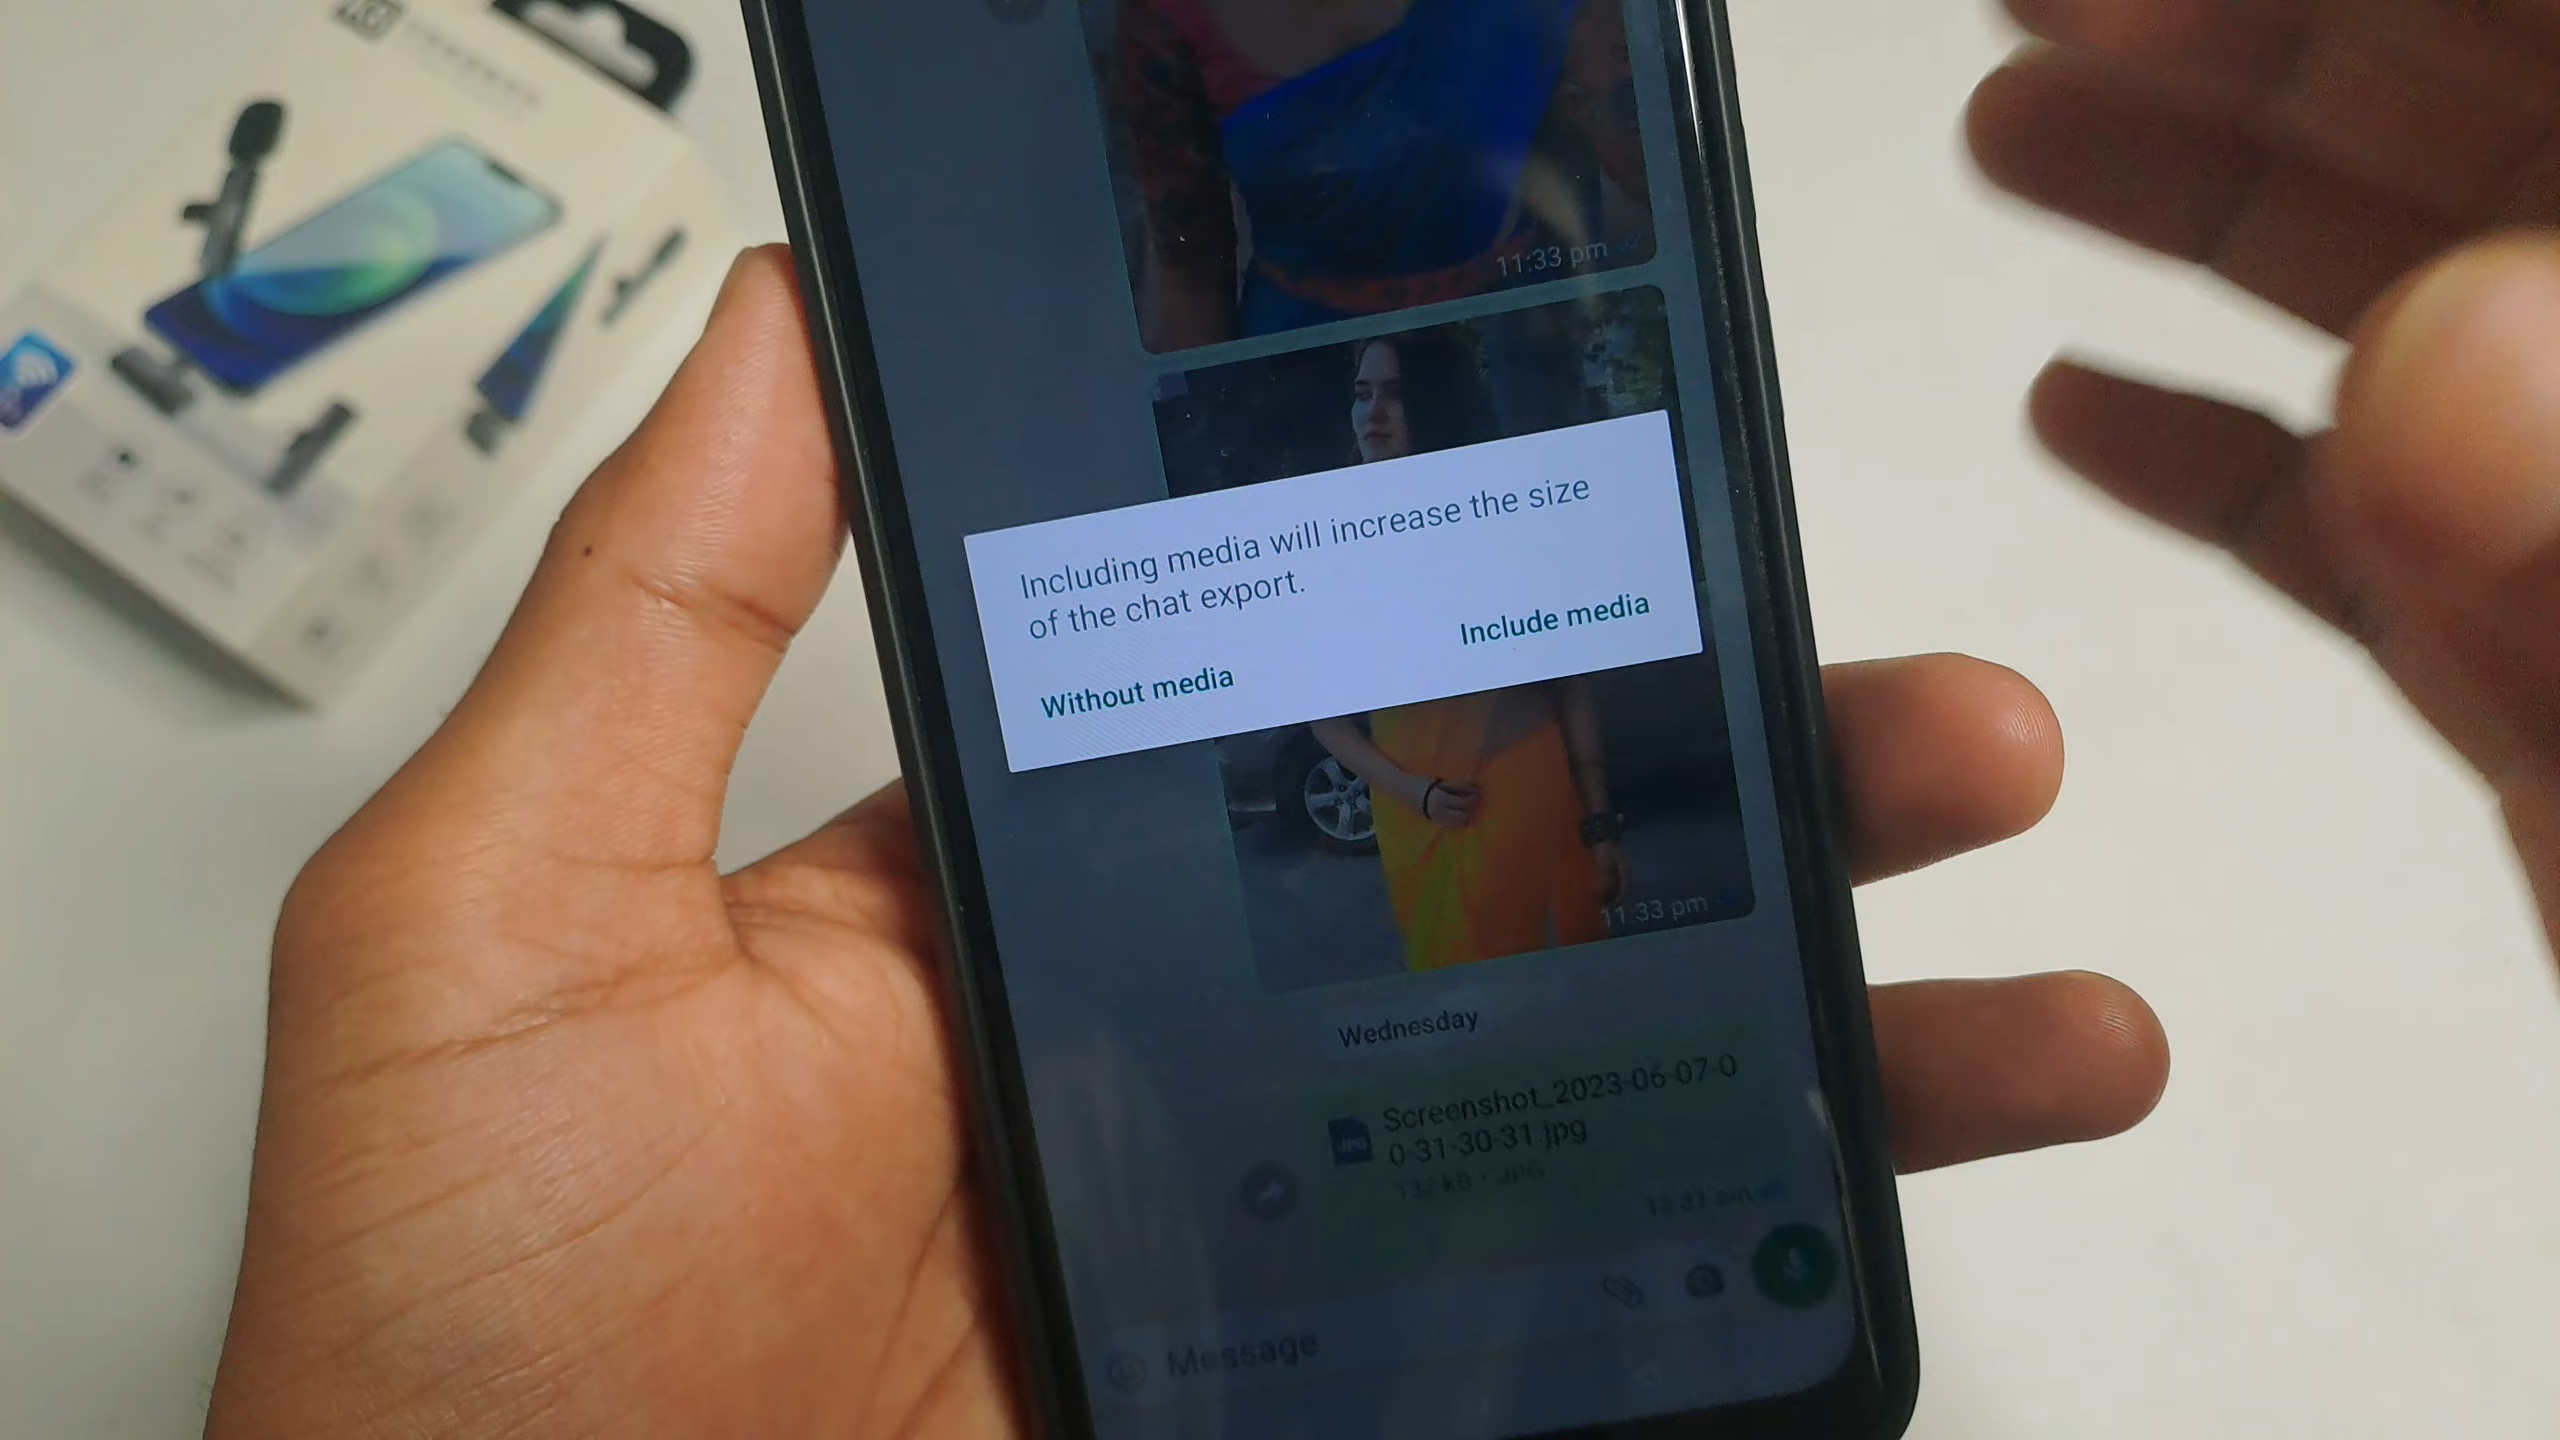 11:33 pm
Including media will increase the size
of the chat export.
Include media
Without media
11:33 pm
Wednesday
Screenshot_2023-06-07-0
0-31-30-31.jpg
JPG
Message